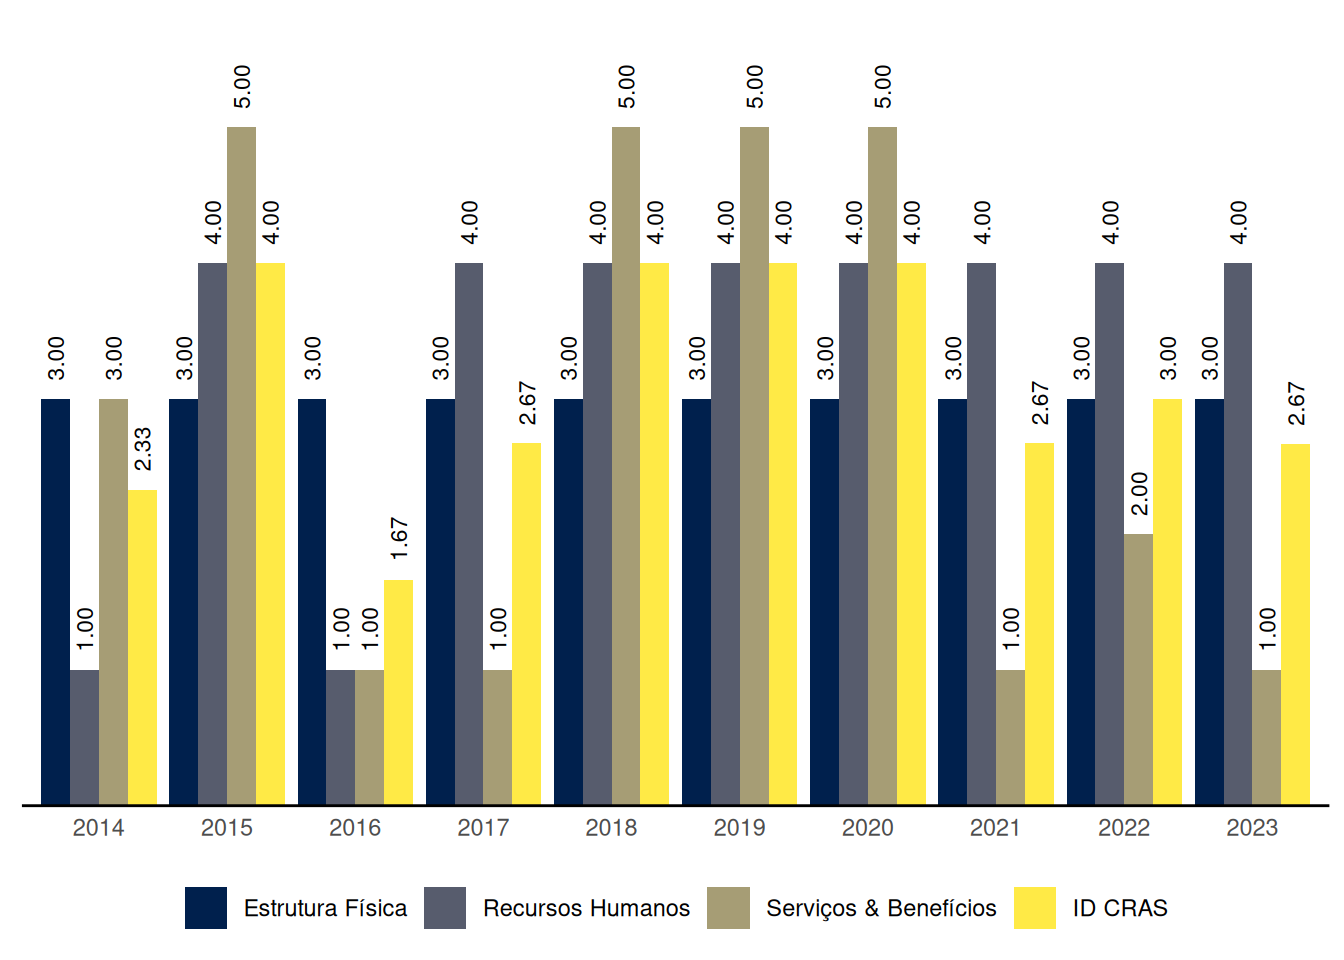 5.00 5.00 5.00 5.00
4.00 4.00 4.00 4.00 4.00 4.00 4.00 4.00 4.00 4.00 4.00 4.00
3.00 3.00 3.00 3.00 3.00 3.00 3.00 3.00 3.00 3.00 3.00 3.00
2.33 2.67 2.67 2.67
1.67 2.00
1.00 1.00 1.00 1.00 1.00 1.00
2014 2015 2016 2017 2018 2019 2020 2021 2022 2023
Estrutura Física Recursos Humanos Serviços & Benefícios ID CRAS